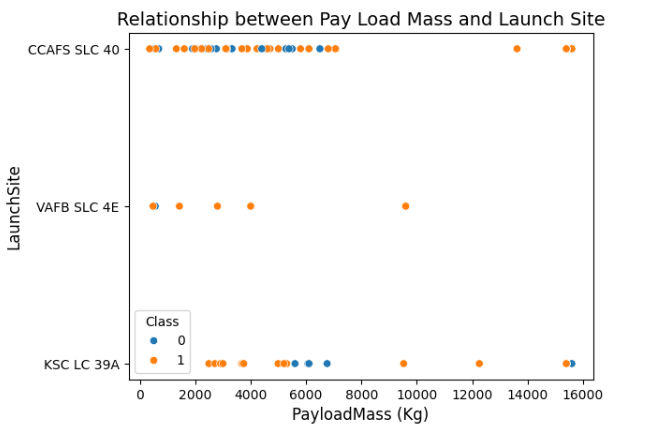 Relationship between Pay Load Mass and Launch Site
CCAFS SLC 40
VAFB SLC 4E
KSC LC 39A
LaunchSite
Class
0
1
0 2000 4000 6000 8000 10000 12000 14000 16000
PayloadMass (Kg)